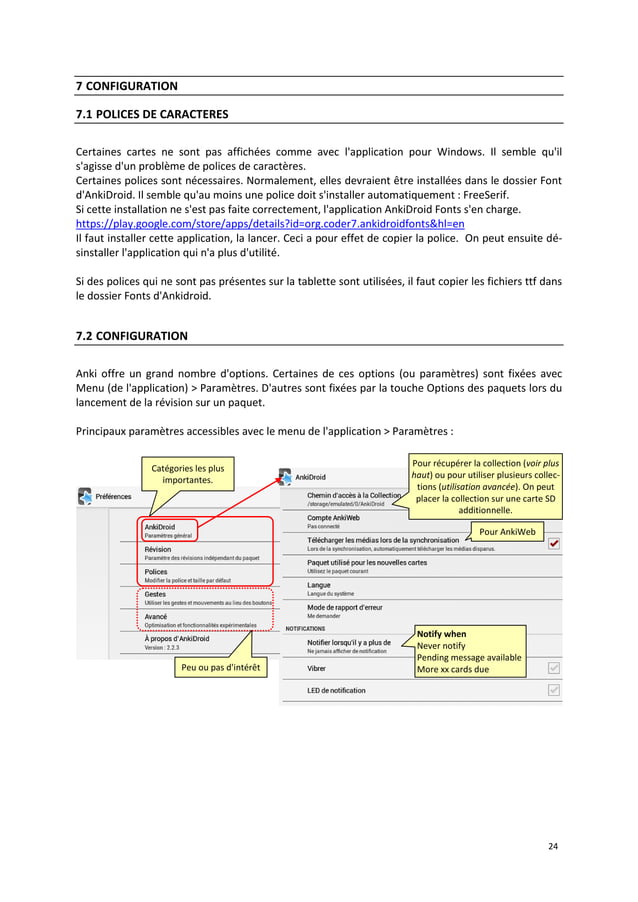 7 CONFIGURATION
7.1 POLICES DE CARACTERES
Certaines cartes ne sont pas affichées comme avec l'application pour Windows. Il semble qu'il
s'agisse d'un problème de polices de caractères.
Certaines polices sont nécessaires. Normalement, elles devraient être installées dans le dossier Font
d'AnkiDroid. Il semble qu'au moins une police doit s'installer automatiquement : FreeSerif.
Si cette installation ne s'est pas faite correctement, l'application AnkiDroid Fonts s'en charge.
https://play.google.com/store/apps/details?id=org.coder7.ankidroidfonts&hl=en
Il faut installer cette application, la lancer. Ceci a pour effet de copier la police.  On peut ensuite dé-
sinstaller l'application qui n'a plus d'utilité.
Si des polices qui ne sont pas présentes sur la tablette sont utilisées, il faut copier les fichiers ttf dans
le dossier Fonts d'Ankidroid.
7.2 CONFIGURATION
Anki offre un grand nombre d'options. Certaines de ces options (ou paramètres) sont fixées avec
Menu (de l'application) > Paramètres. D'autres sont fixées par la touche Options des paquets lors du
lancement de la révision sur un paquet.
Principaux paramètres accessibles avec le menu de l'application > Paramètres :
Catégories les plus
importantes.
Préférences
AnkiDroid
Paramètres général
Révision
Paramètre des révisions indépendant du paquet
Polices
Modifier la police et taille par défaut
Gestes
Utiliser les gestes et mouvements au lieu des boutons
Avancé
Optimisation et fonctionnalités expérimentales
À propos d'AnkiDroid
Version : 2.2.3
Peu ou pas d'intérêt
AnkiDroid
Chemin d'accès à la Collection
/storage/emulated/0/AnkiDroid
Compte AnkiWeb
Pas connecté
Télécharger les médias lors de la synchronisation
Lors de la synchronisation, automatiquement télécharger les médias disparus.
Paquet utilisé pour les nouvelles cartes
Utilisez le paquet courant
Langue
Langue du système
Mode de rapport d'erreur
Me demander
NOTIFICATIONS
Notifier lorsqu'il y a plus de
Ne jamais afficher de notification
Vibrer
LED de notification
Pour récupérer la collection (voir plus
haut) ou pour utiliser plusieurs collec-
tions (utilisation avancée). On peut
placer la collection sur une carte SD
additionnelle.
Pour AnkiWeb
Notify when
Never notify
Pending message available
More xx cards due
24